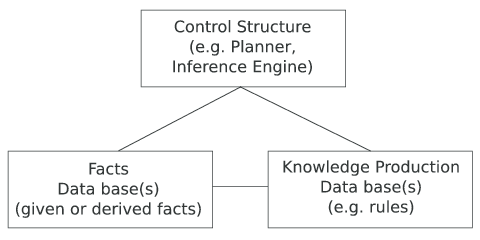 Control Structure
(e.g. Planner,
Inference Engine)
Facts
Data base(s)
(given or derived facts)
Knowledge Production
Data base(s)
(e.g. rules)